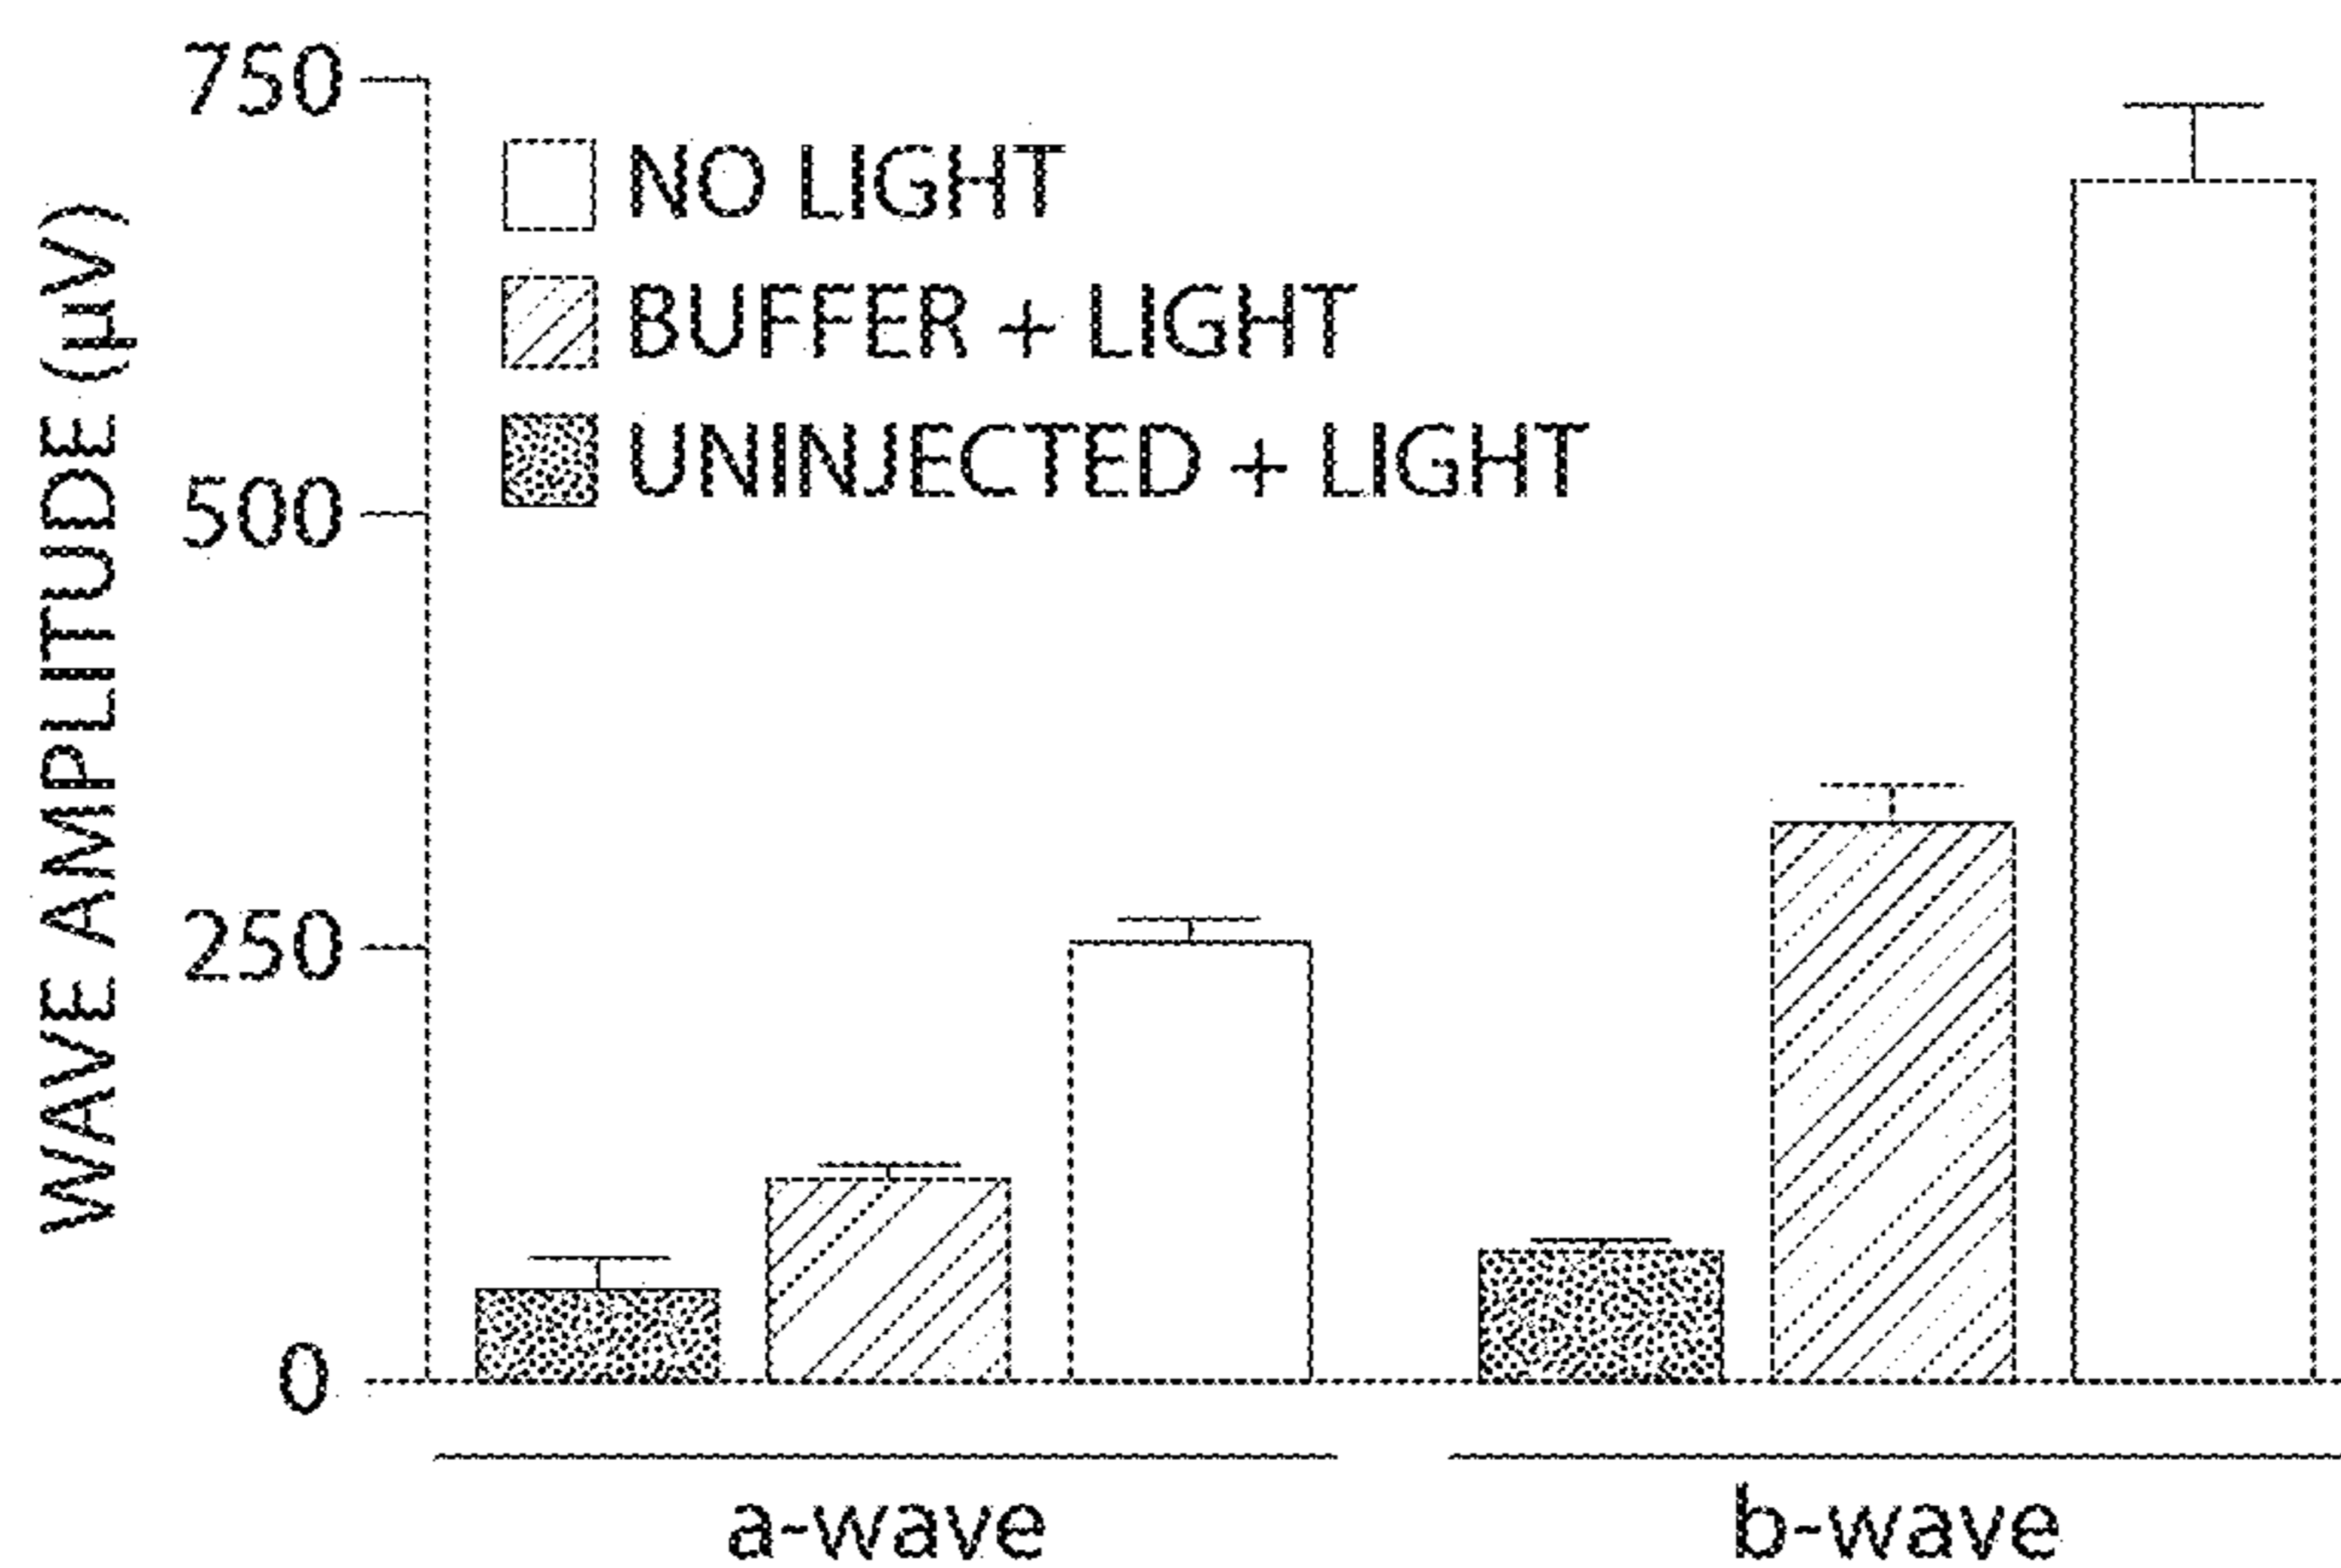 WAVE AMPLITUDE (µV)
750
500
250
0
NO LIGHT
BUFFER + LIGHT
UNINJECTED + LIGHT
a-wave
b-wave